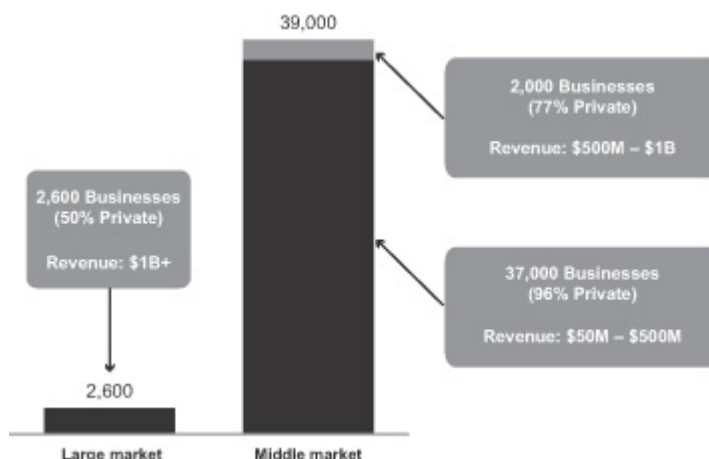 39,000
2,000 Businesses
(77% Private)
Revenue: $500M – $1B
2,600 Businesses
(50% Private)
Revenue: $1B+
37,000 Businesses
(96% Private)
Revenue: $50M – $500M
2,600
Large market
Middle market